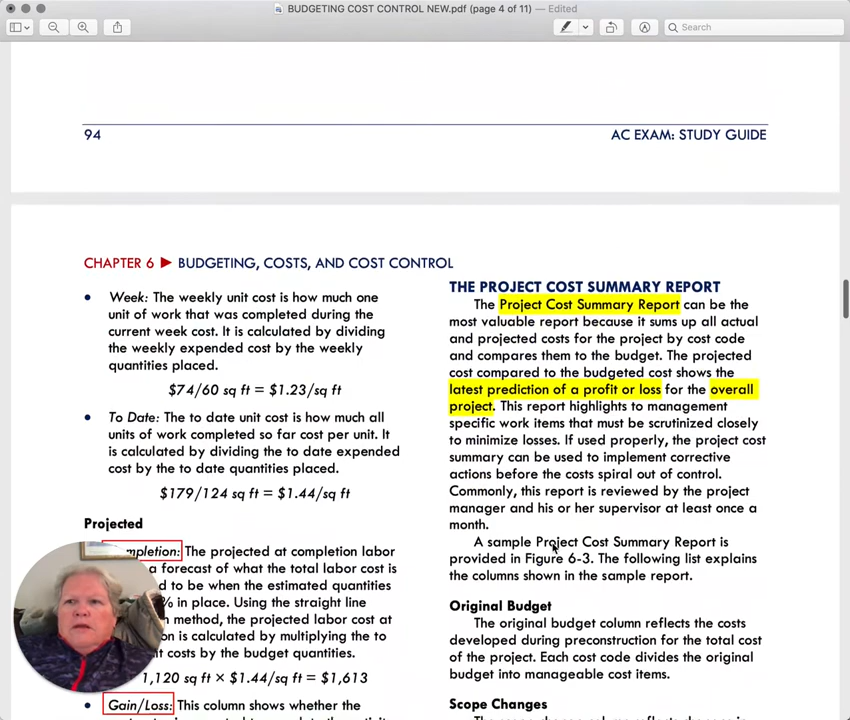 BUDGETING COST CONTROL NEW.pdf (page 4 of 11) — Edited
Search
94
AC EXAM: STUDY GUIDE
CHAPTER 6 ► BUDGETING, COSTS, AND COST CONTROL
• Week: The weekly unit cost is how much one
unit of work that was completed during the
current week cost. It is calculated by dividing
the weekly expended cost by the weekly
quantities placed.
$74/60 sq ft = $1.23/sq ft
• To Date: The to date unit cost is how much all
units of work completed so far cost per unit. It
is calculated by dividing the to date expended
cost by the to date quantities placed.
$179/124 sq ft = $1.44/sq ft
Projected
The projected at completion labor
a forecast of what the total labor cost is
to be when the estimated quantities
% in place. Using the straight line
method, the projected labor cost at
is calculated by multiplying the to
costs by the budget quantities.
1,120 sq ft × $1.44/sq ft = $1,613
• Gain/Loss: This column shows whether the
THE PROJECT COST SUMMARY REPORT
The Project Cost Summary Report can be the
most valuable report because it sums up all actual
and projected costs for the project by cost code
and compares them to the budget. The projected
cost compared to the budgeted cost shows the
latest prediction of a profit or loss for the overall
project. This report highlights to management
specific work items that must be scrutinized closely
to minimize losses. If used properly, the project cost
summary can be used to implement corrective
actions before the costs spiral out of control.
Commonly, this report is reviewed by the project
manager and his or her supervisor at least once a
month.
A sample Project Cost Summary Report is
provided in Figure 6-3. The following list explains
the columns shown in the sample report.
Original Budget
The original budget column reflects the costs
developed during preconstruction for the total cost
of the project. Each cost code divides the original
budget into manageable cost items.
Scope Changes